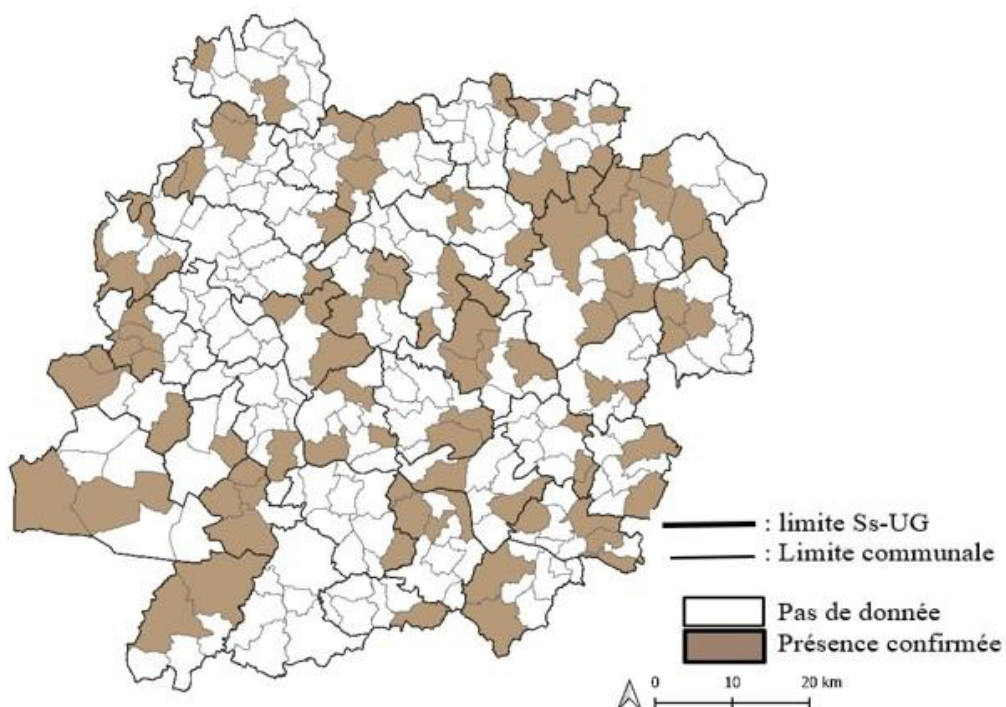 : limite Ss-UG
: Limite communale
Pas de donnée
Présence confirmée
0 10 20 km